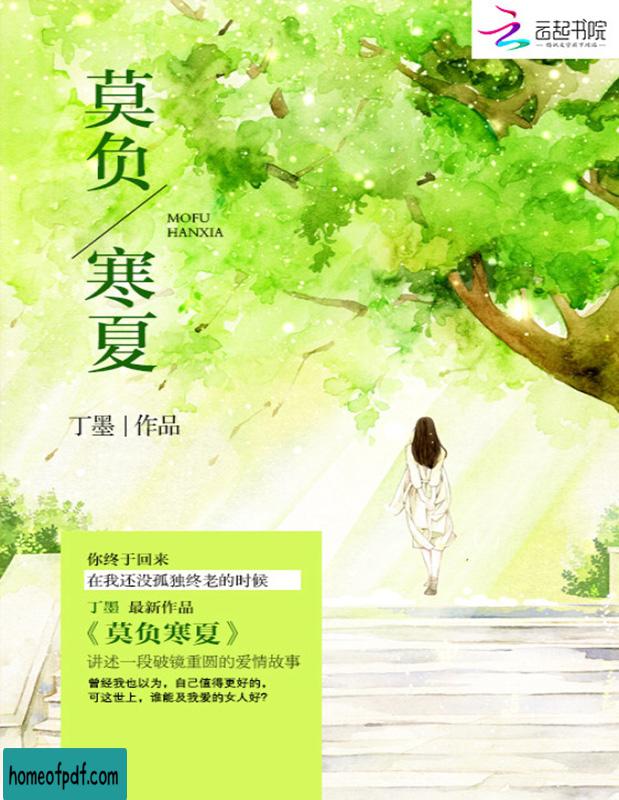 云起书院
莫负
MOFU
HANXIA
寒夏
丁墨|作品
你终于回来
在我还没孤独终老的时候
丁墨 最新作品
《莫负寒夏》
讲述一段破镜重圆的爱情故事
曾经我也以为，自己值得更好的。
可这世上，谁能及我爱的女人好?
homeofpdf.com